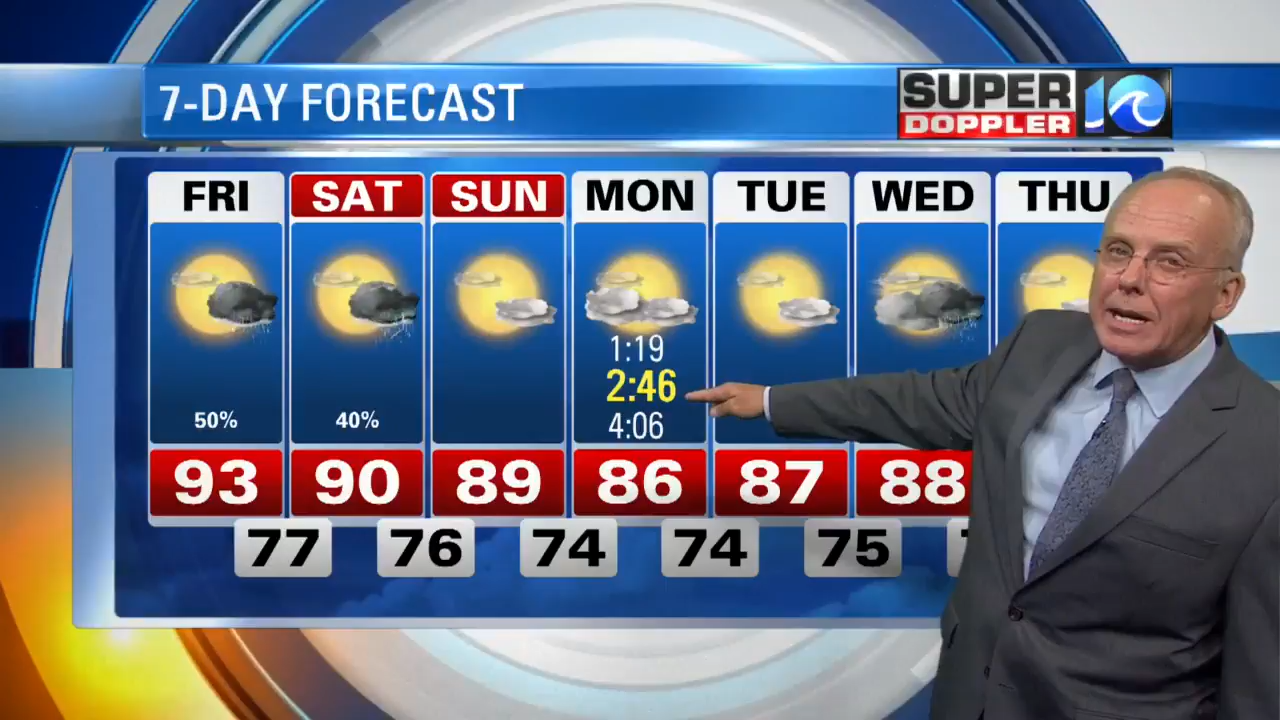 7-DAY FORECAST
SUPER
DOPPLER 10
FRI SAT SUN MON TUE WED THU
1:19
2:46
50% 40% 4:06
93 90 89 86 87 88
77 76 74 74 75